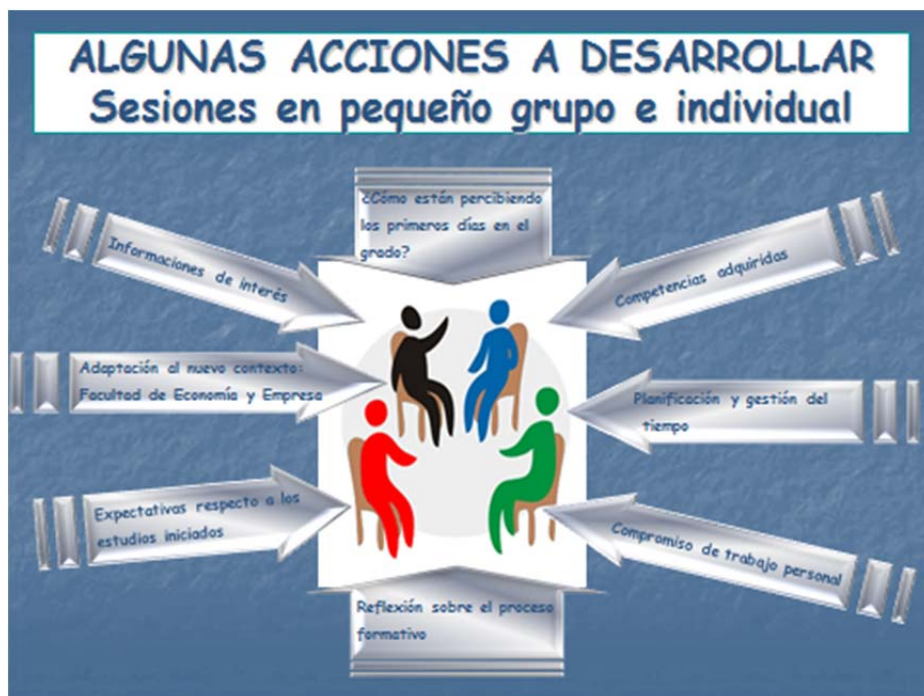 ALGUNAS ACCIONES A DESARROLLAR
Sesiones en pequeño grupo e individual
¿Cómo están percibiendo
los primeros días en el
grado?
Informaciones de interés
Competencias adquiridas
Adaptación al nuevo contexto:
Facultad de Economía y Empresa
Planificación y gestión del
tiempo
Expectativas respecto a los
estudios iniciados
Compromiso de trabajo personal
Reflexión sobre el proceso
formativo